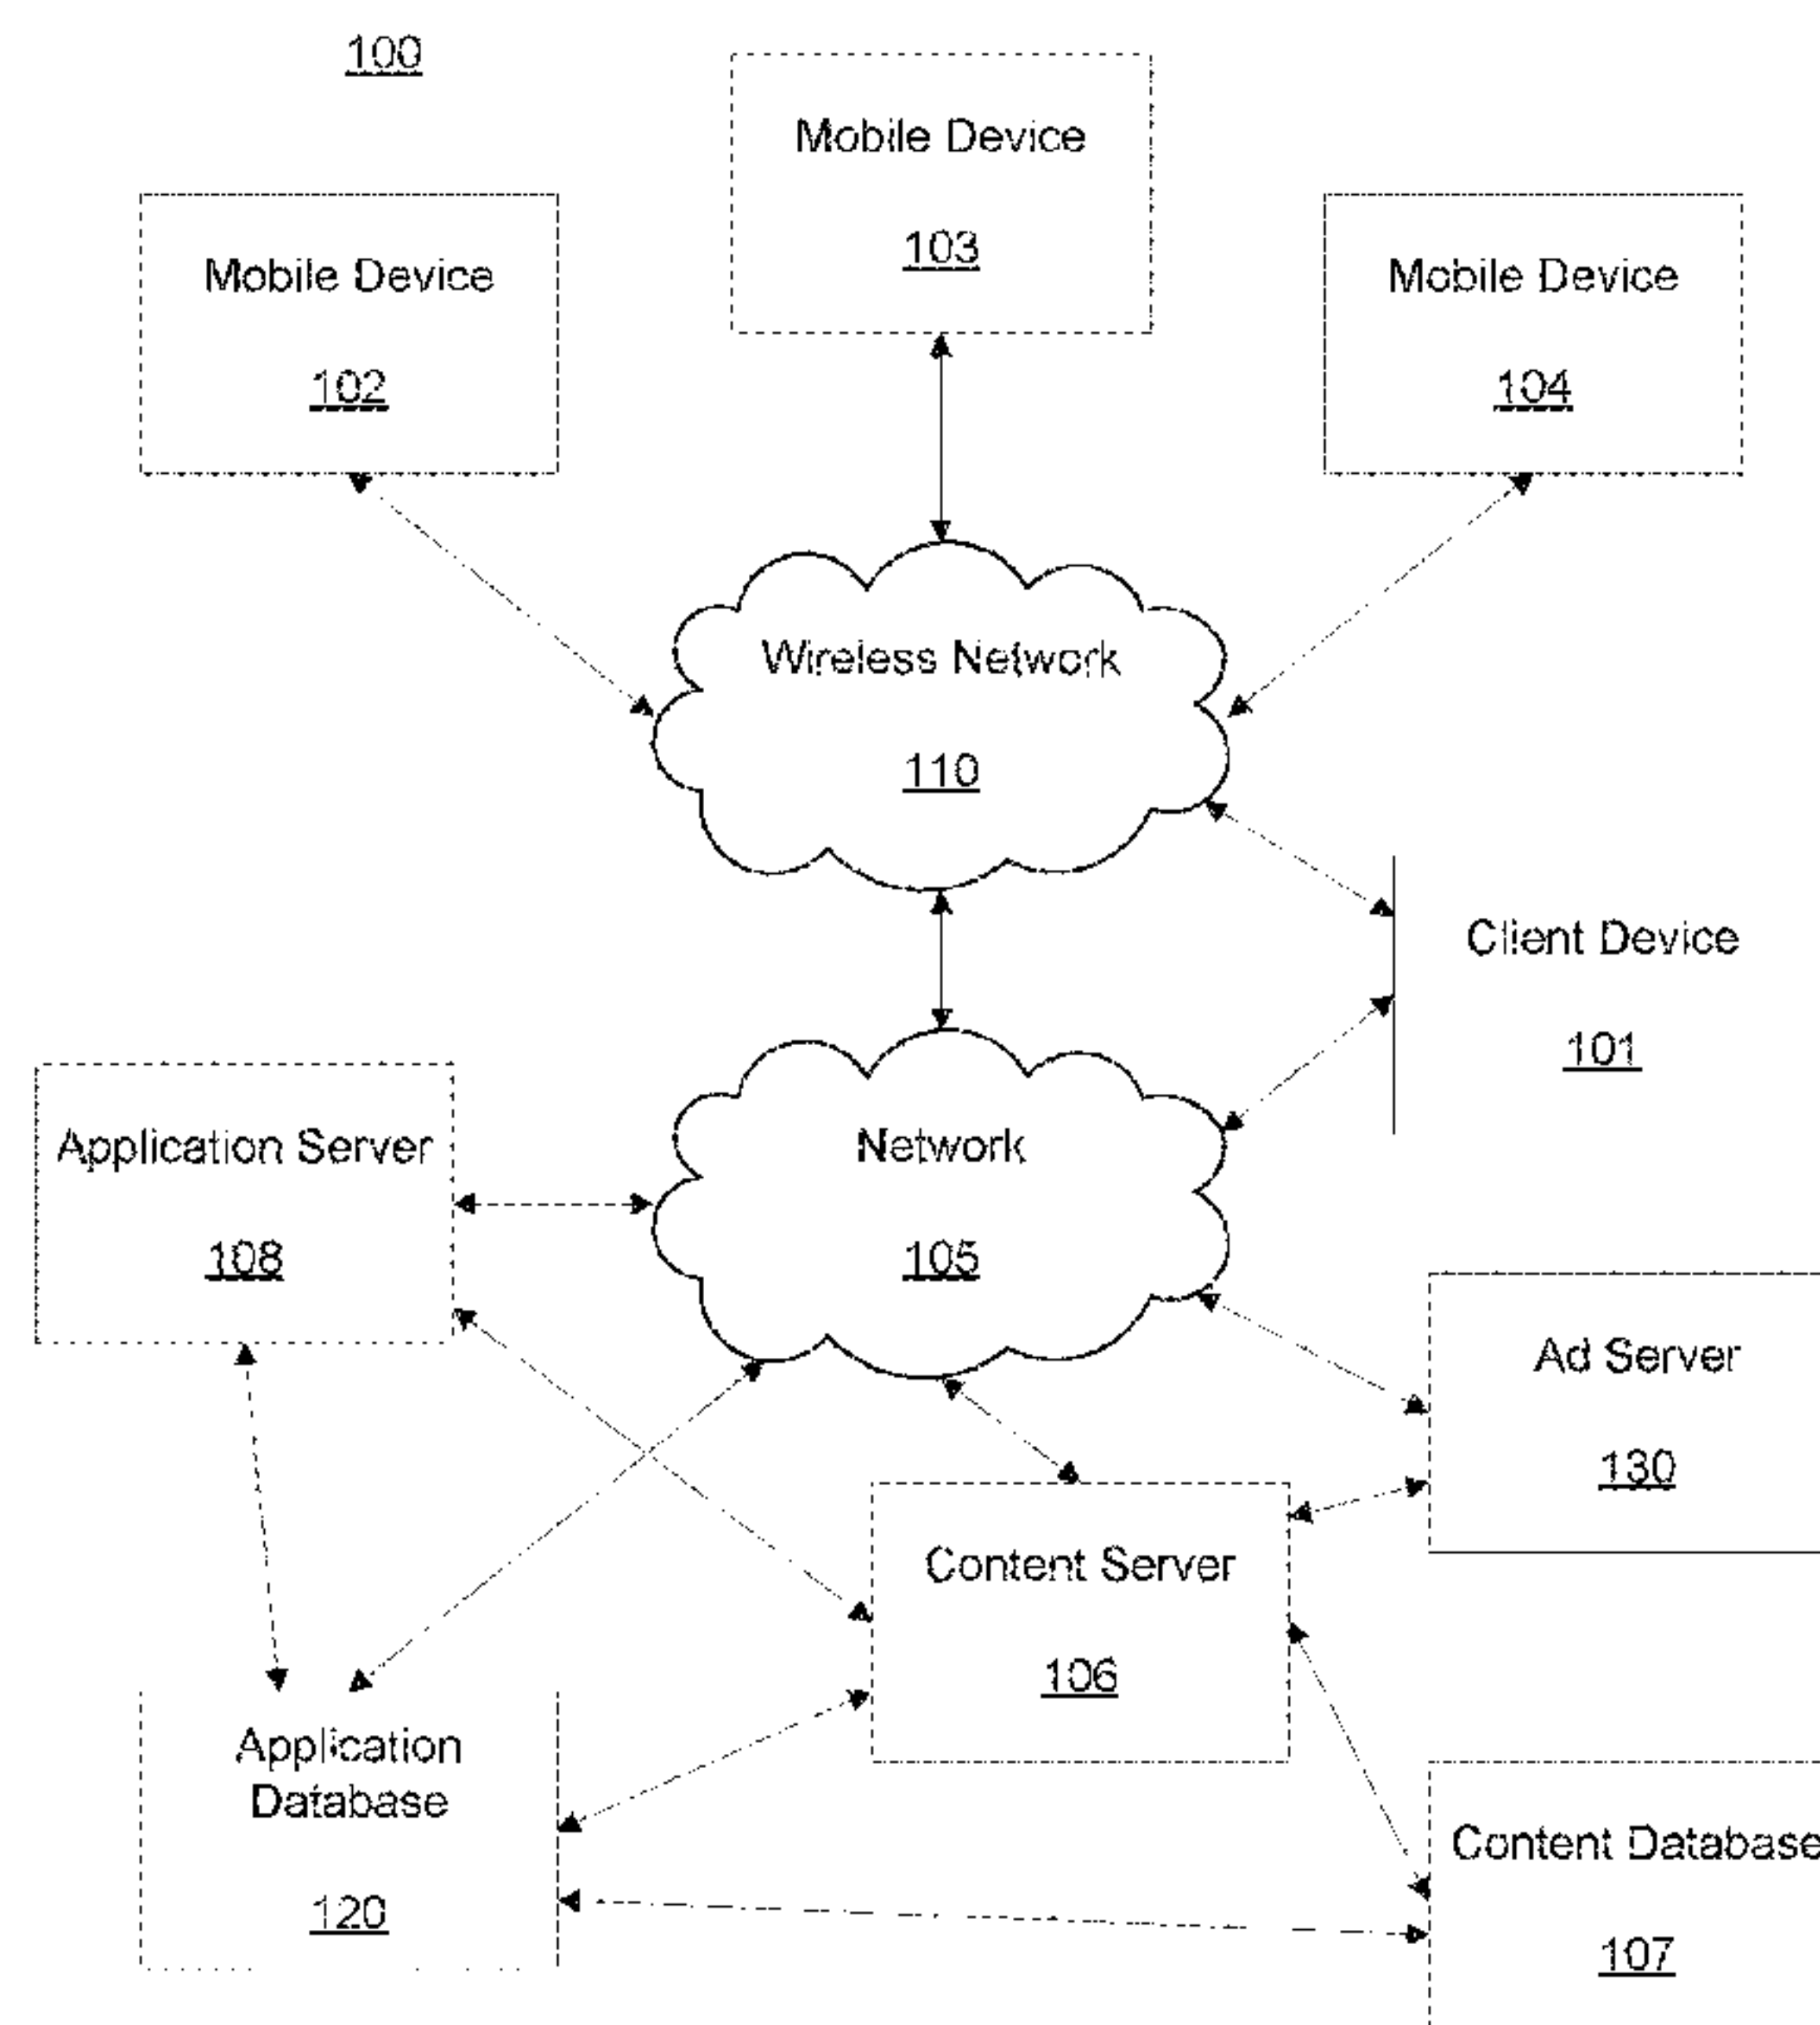 100
Mobile Device
103
Mobile Device
102
Mobile Device
104
Wireless Network
110
Client Device
101
Application Server
108
Network
105
Ad Server
130
Content Server
106
Application
Database
120
Content Database
107